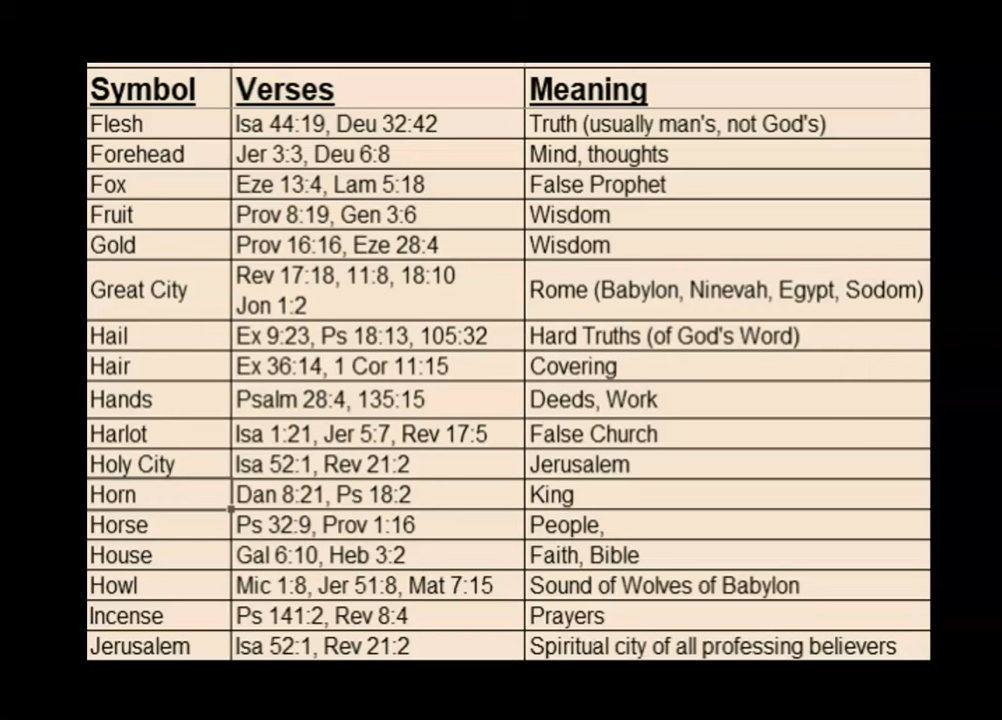 Symbol Verses Meaning
Flesh Isa 44:19, Deu 32:42 Truth (usually man's, not God's)
Forehead Jer 3:3, Deu 6:8 Mind, thoughts
Fox Eze 13:4, Lam 5:18 False Prophet
Fruit Prov 8:19, Gen 3:6 Wisdom
Gold Prov 16:16, Eze 28:4 Wisdom
Great City Rev 17:18, 11:8, 18:10
Jon 1:2 Rome (Babylon, Ninevah, Egypt, Sodom)
Hail Ex 9:23, Ps 18:13, 105:32 Hard Truths (of God's Word)
Hair Ex 36:14, 1 Cor 11:15 Covering
Hands Psalm 28:4, 135:15 Deeds, Work
Harlot Isa 1:21, Jer 5:7, Rev 17:5 False Church
Holy City Isa 52:1, Rev 21:2 Jerusalem
Horn Dan 8:21, Ps 18:2 King
Horse Ps 32:9, Prov 1:16 People,
House Gal 6:10, Heb 3:2 Faith, Bible
Howl Mic 1:8, Jer 51:8, Mat 7:15 Sound of Wolves of Babylon
Incense Ps 141:2, Rev 8:4 Prayers
Jerusalem Isa 52:1, Rev 21:2 Spiritual city of all professing believers